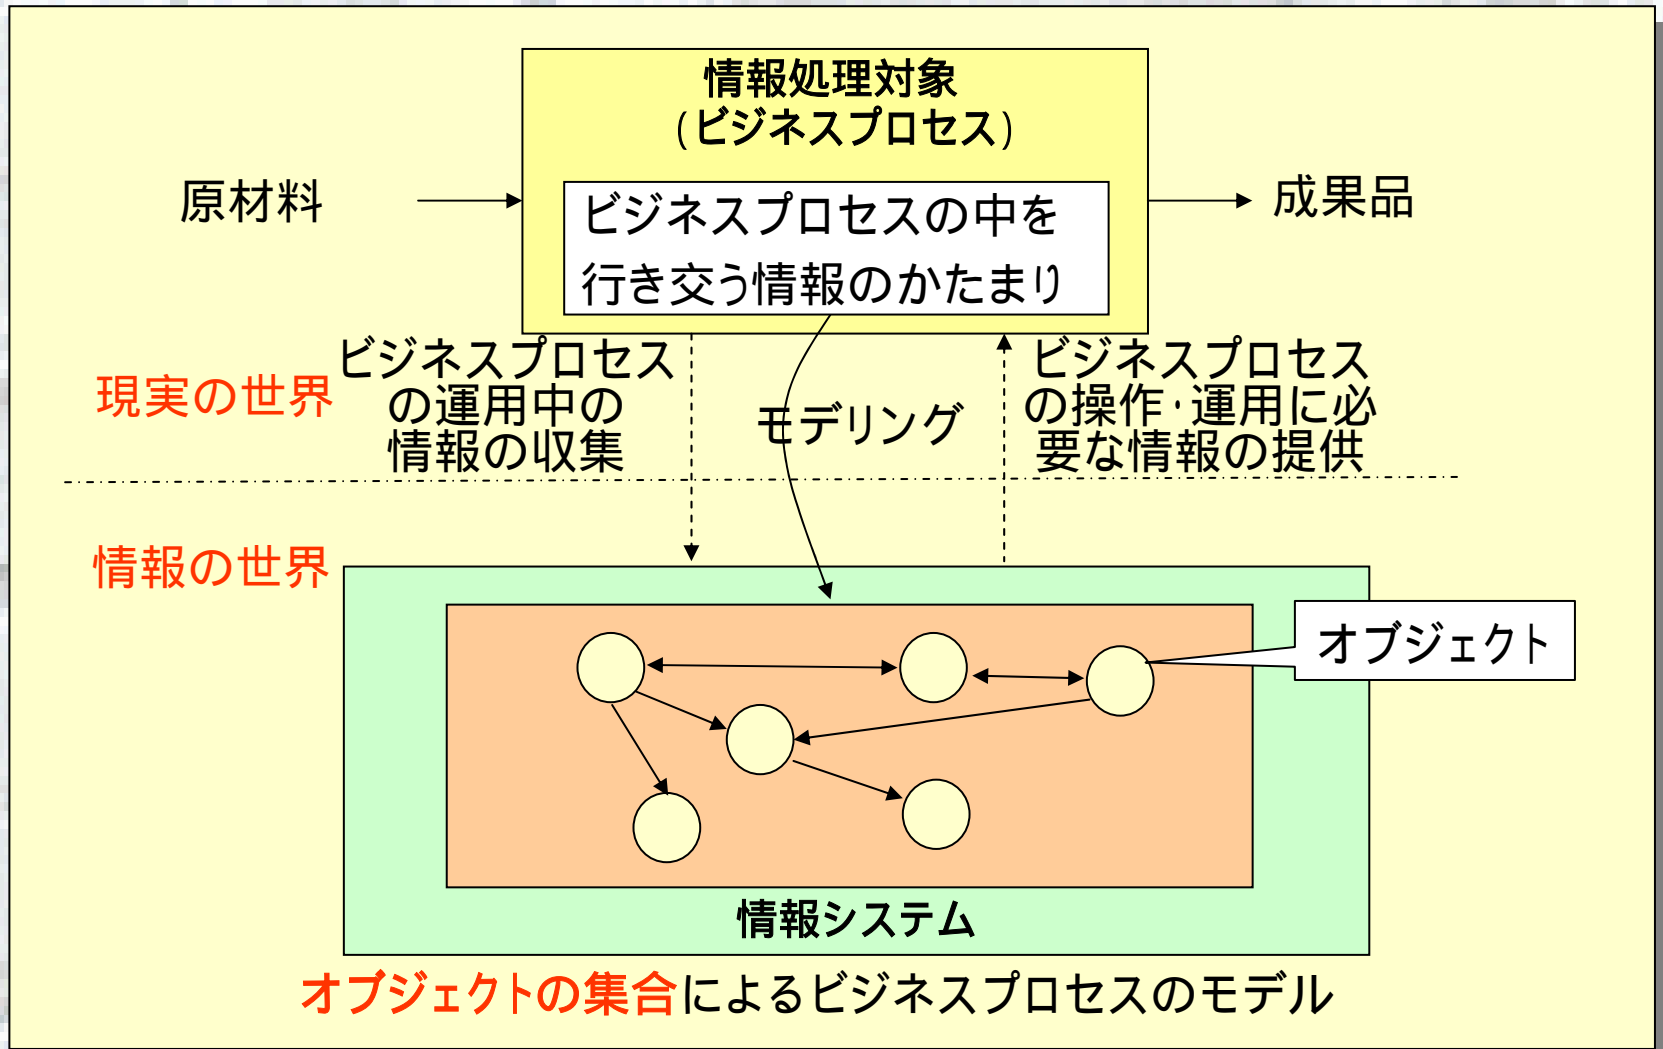 情報処理対象
(ビジネスプロセス)
原材料
成果品
ビジネスプロセスの中を
行き交う情報のかたまり
現実の世界
ビジネスプロセス
の運用中の
情報の収集
モデリング
ビジネスプロセス
の操作・運用に必
要な情報の提供
情報の世界
オブジェクト
情報システム
オブジェクトの集合によるビジネスプロセスのモデル